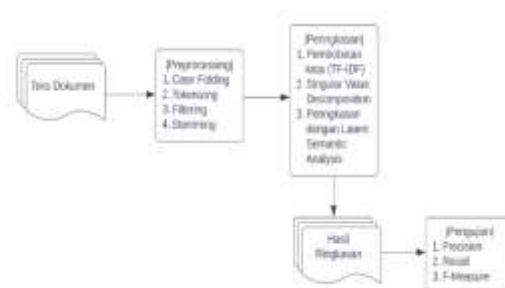 Teks Dokumen
[Preprocessing]
1. Case Folding
2. Tokenizing
3. Filtering
4. Stemming
[Peringkasan]
1. Pembobotan
kata (TF-IDF)
2. Singular Value
Decomposition
3. Peringkasan
dengan Latent
Semantic
Analysis
Hasil
Ringkasan
[Pengujian]
1. Precision
2. Recall
3. F-Measure